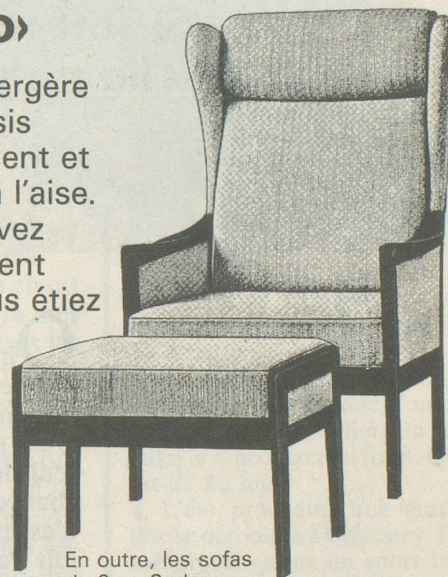 o»
ergère
sis
ent et
l'aise.
vez
ent
us étiez
En outre, les sofas